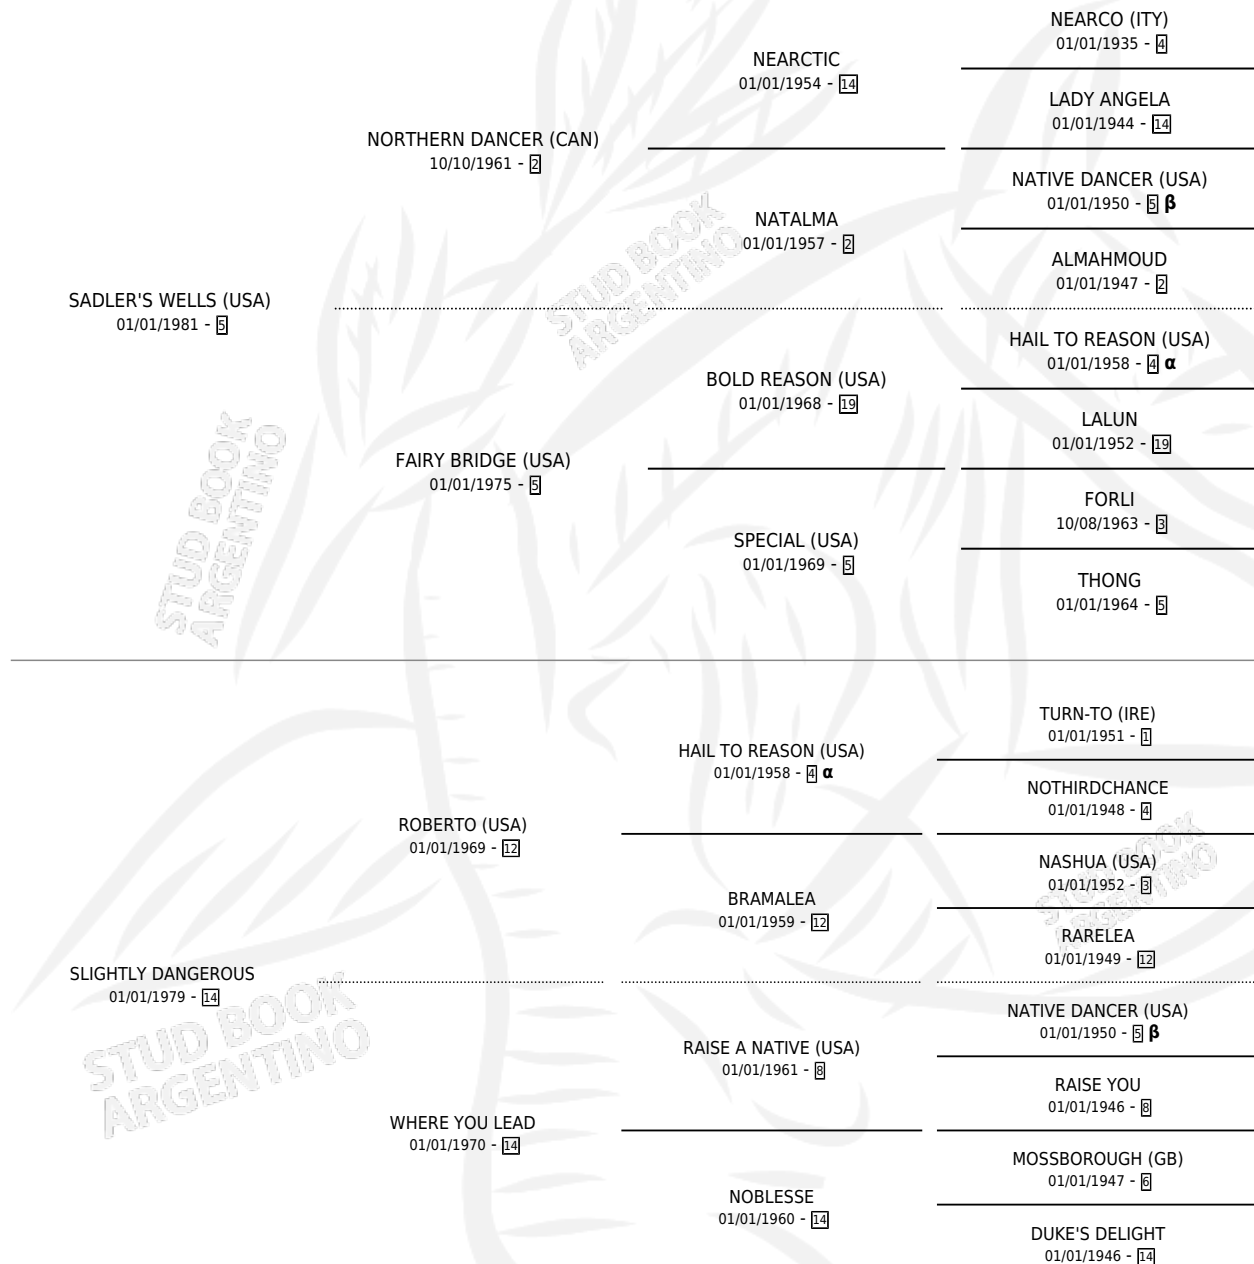 NEARCO (ITY)
01/01/1935 - 4
NEARCTIC
01/01/1954 - 14
LADY ANGELA
01/01/1944 - 14
NORTHERN DANCER (CAN)
10/10/1961 - 2
NATIVE DANCER (USA)
01/01/1950 - 5 β
NATALMA
01/01/1957 - 2
ALMAHMOUD
01/01/1947 - 2
STUD BOOK
ARGENTINO
SADLER'S WELLS (USA)
01/01/1981 - 5
HAIL TO REASON (USA)
01/01/1958 - 4 α
BOLD REASON (USA)
01/01/1968 - 19
LALUN
01/01/1952 - 19
FAIRY BRIDGE (USA)
01/01/1975 - 5
FORLI
10/08/1963 - 3
SPECIAL (USA)
01/01/1969 - 5
THONG
01/01/1964 - 5
STUD BOOK
ARGENTINO
TURN-TO (IRE)
01/01/1951 - 1
HAIL TO REASON (USA)
01/01/1958 - 4 α
NOTHIRDCHANCE
01/01/1948 - 4
ROBERTO (USA)
01/01/1969 - 12
NASHUA (USA)
01/01/1952 - 3
BRAMALEA
01/01/1959 - 12
RARELEA
01/01/1949 - 12
STUD BOOK
ARGENTINO
SLIGHTLY DANGEROUS
01/01/1979 - 14
NATIVE DANCER (USA)
01/01/1950 - 5 β
RAISE A NATIVE (USA)
01/01/1961 - 8
RAISE YOU
01/01/1946 - 8
WHERE YOU LEAD
01/01/1970 - 14
MOSSBOROUGH (GB)
01/01/1947 - 6
NOBLESSE
01/01/1960 - 14
DUKE'S DELIGHT
01/01/1946 - 14
STUD BOOK
ARGENTINO